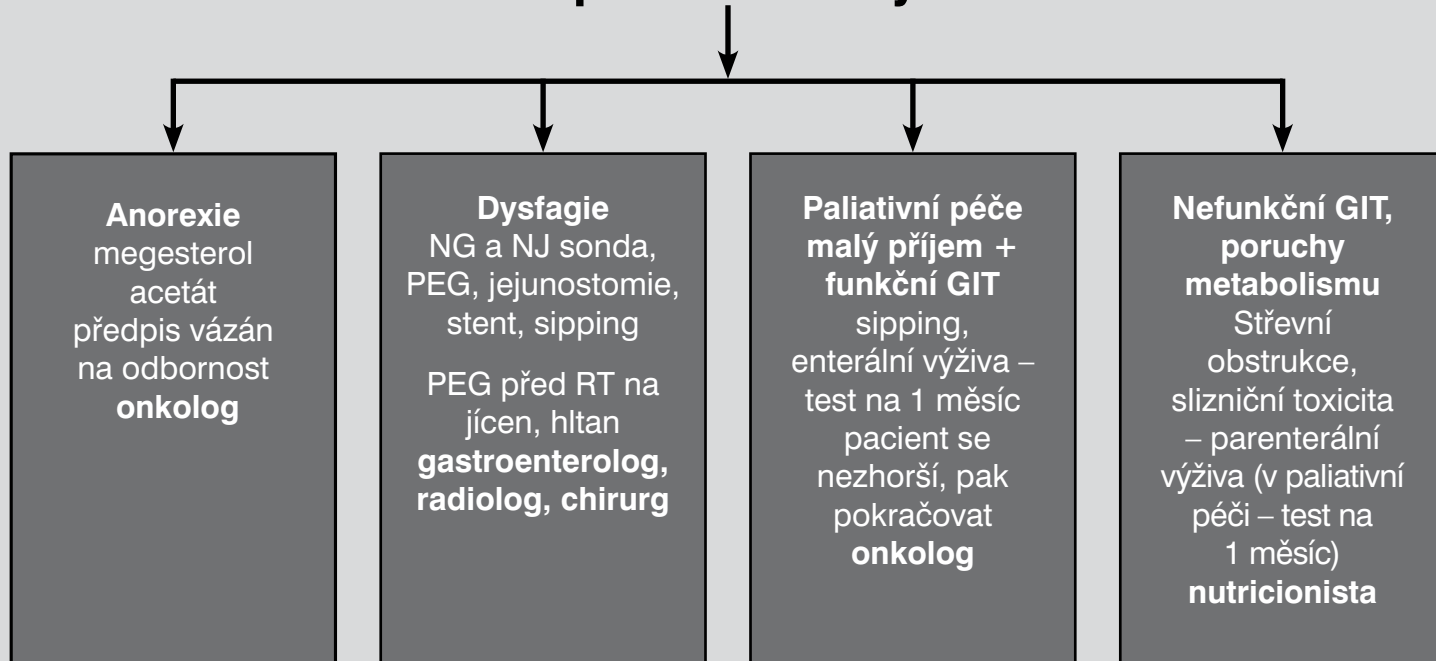 Anorexie
megesterol
acetát
předpis vázán
na odbornost
onkolog
Dysfagie
NG a NJ sonda,
PEG, jejunostomie,
stent, sipping
PEG před RT na
jícen, hltan
gastroenterolog,
radiolog, chirurg
Paliativní péče
malý příjem +
funkční GIT
sipping,
enterální výživa –
test na 1 měsíc
pacient se
nezhorší, pak
pokračovat
onkolog
Nefunkční GIT,
poruchy
metabolismu
Střevní
obstrukce,
slizniční toxicita
– parenterální
výživa (v paliativní
péči – test na
1 měsíc)
nutricionista